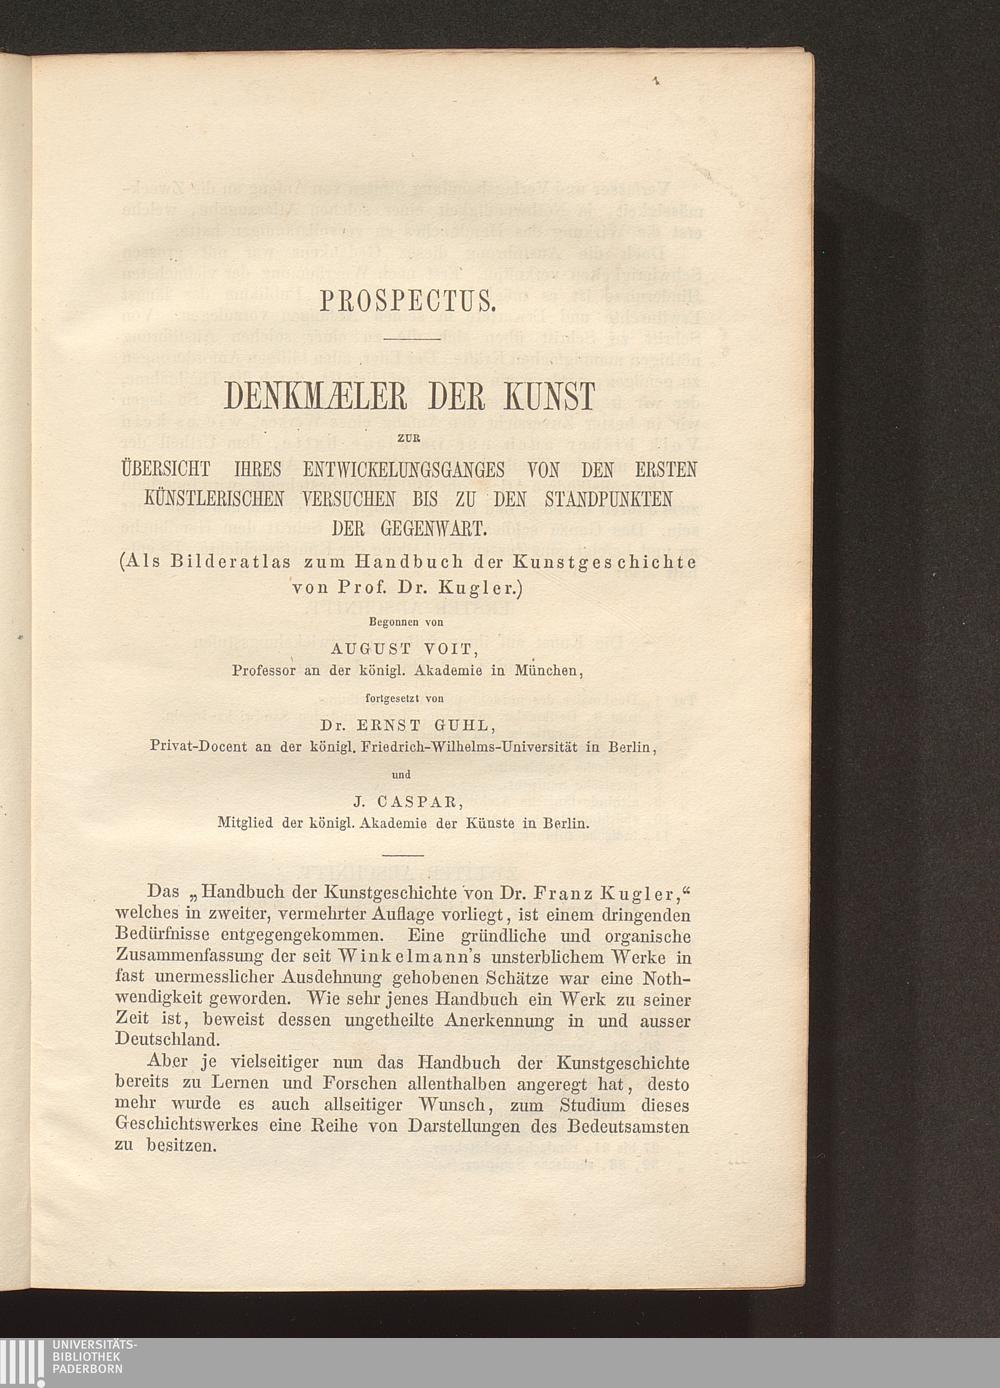 PROSPECTUS.
DENKMÆLER DER KUNST
ZUR
ÜBERSICHT IHRES ENTWICKELUNGSGANGES VON DEN ERSTEN
KÜNSTLERISCHEN VERSUCHEN BIS ZU DEN STANDPUNKTEN
DER GEGENWART.
(Als Bilderatlas zum Handbuch der Kunstgeschichte
von Prof. Dr. Kugler.)
Begonnen von
AUGUST VOIT,
Professor an der königl. Akademie in München,
fortgesetzt von
Dr. ERNST GUHL,
Privat-Docent an der königl. Friedrich-Wilhelms-Universität in Berlin,
und
J. CASPAR,
Mitglied der königl. Akademie der Künste in Berlin.
Das „Handbuch der Kunstgeschichte von Dr. Franz Kugler,“
welches in zweiter, vermehrter Auflage vorliegt, ist einem dringenden
Bedürfnisse entgegengekommen. Eine gründliche und organische
Zusammenfassung der seit Winkelmann's unsterblichem Werke in
fast unermesslicher Ausdehnung gehobenen Schätze war eine Noth-
wendigkeit geworden. Wie sehr jenes Handbuch ein Werk zu seiner
Zeit ist, beweist dessen ungetheilte Anerkennung in und ausser
Deutschland.
Aber je vielseitiger nun das Handbuch der Kunstgeschichte
bereits zu Lernen und Forschen allenthalben angeregt hat, desto
mehr wurde es auch allseitiger Wunsch, zum Studium dieses
Geschichtswerkes eine Reihe von Darstellungen des Bedeutsamsten
zu besitzen.
UNIVERSITÄTS-
BIBLIOTHEK
PADERBORN